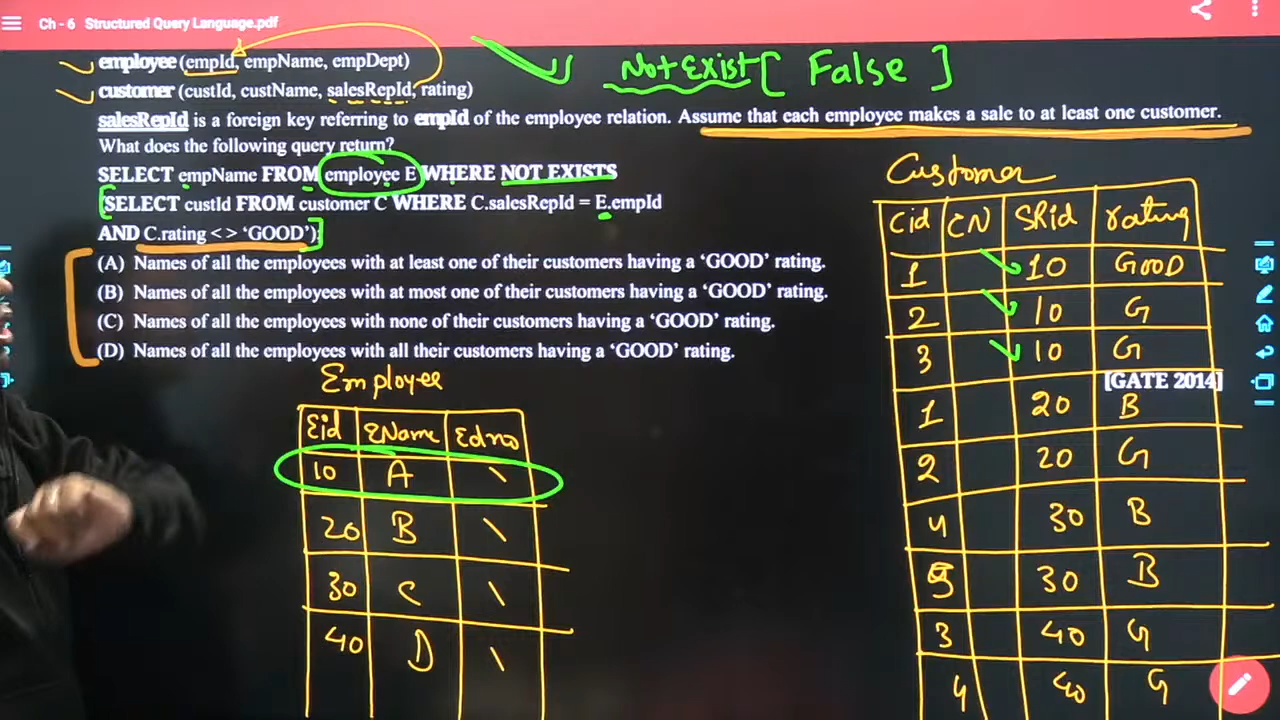 Ch - 6 Structured Query Language.pdf
employee (empId, empName, empDept)
customer (custId, custName, salesRepId, rating)
Not Exist [ False ]
salesRepId is a foreign key referring to empId of the employee relation. Assume that each employee makes a sale to at least one customer.
What does the following query return?
SELECT empName FROM employee E WHERE NOT EXISTS
(SELECT custId FROM customer C WHERE C.salesRepId = E.empId
AND C.rating < > ‘GOOD’);
(A) Names of all the employees with at least one of their customers having a ‘GOOD’ rating.
(B) Names of all the employees with at most one of their customers having a ‘GOOD’ rating.
(C) Names of all the employees with none of their customers having a ‘GOOD’ rating.
(D) Names of all the employees with all their customers having a ‘GOOD’ rating.
[GATE 2014]
Employee
Eid EName Edno
10 A \
20 B \
30 C \
40 D \
Customer
Cid CN SRid rating
1 10 GOOD
2 10 G
3 10 G
1 20 B
2 20 G
4 30 B
5 30 B
3 40 G
4 40 G